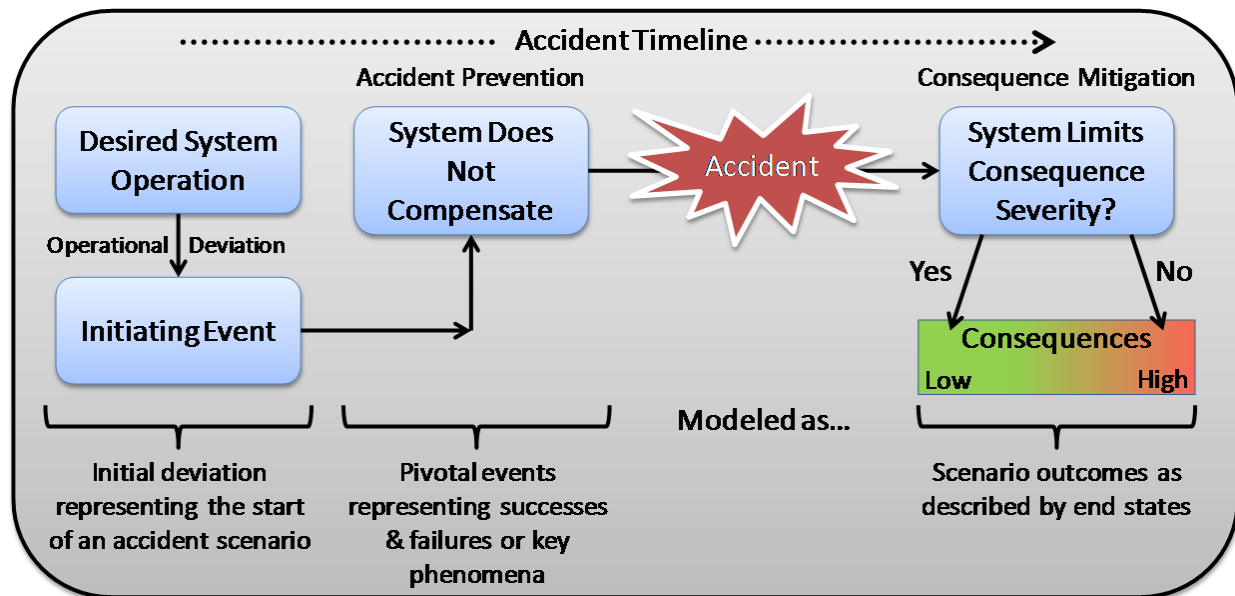 Accident Timeline
Accident Prevention
Consequence Mitigation
Desired System
Operation
System Does
Not
Compensate
Accident
System Limits
Consequence
Severity?
Operational Deviation
Initiating Event
Yes
No
Consequences
Low
High
Modeled as...
Initial deviation
representing the start
of an accident scenario
Pivotal events
representing successes
& failures or key
phenomena
Scenario outcomes as
described by end states